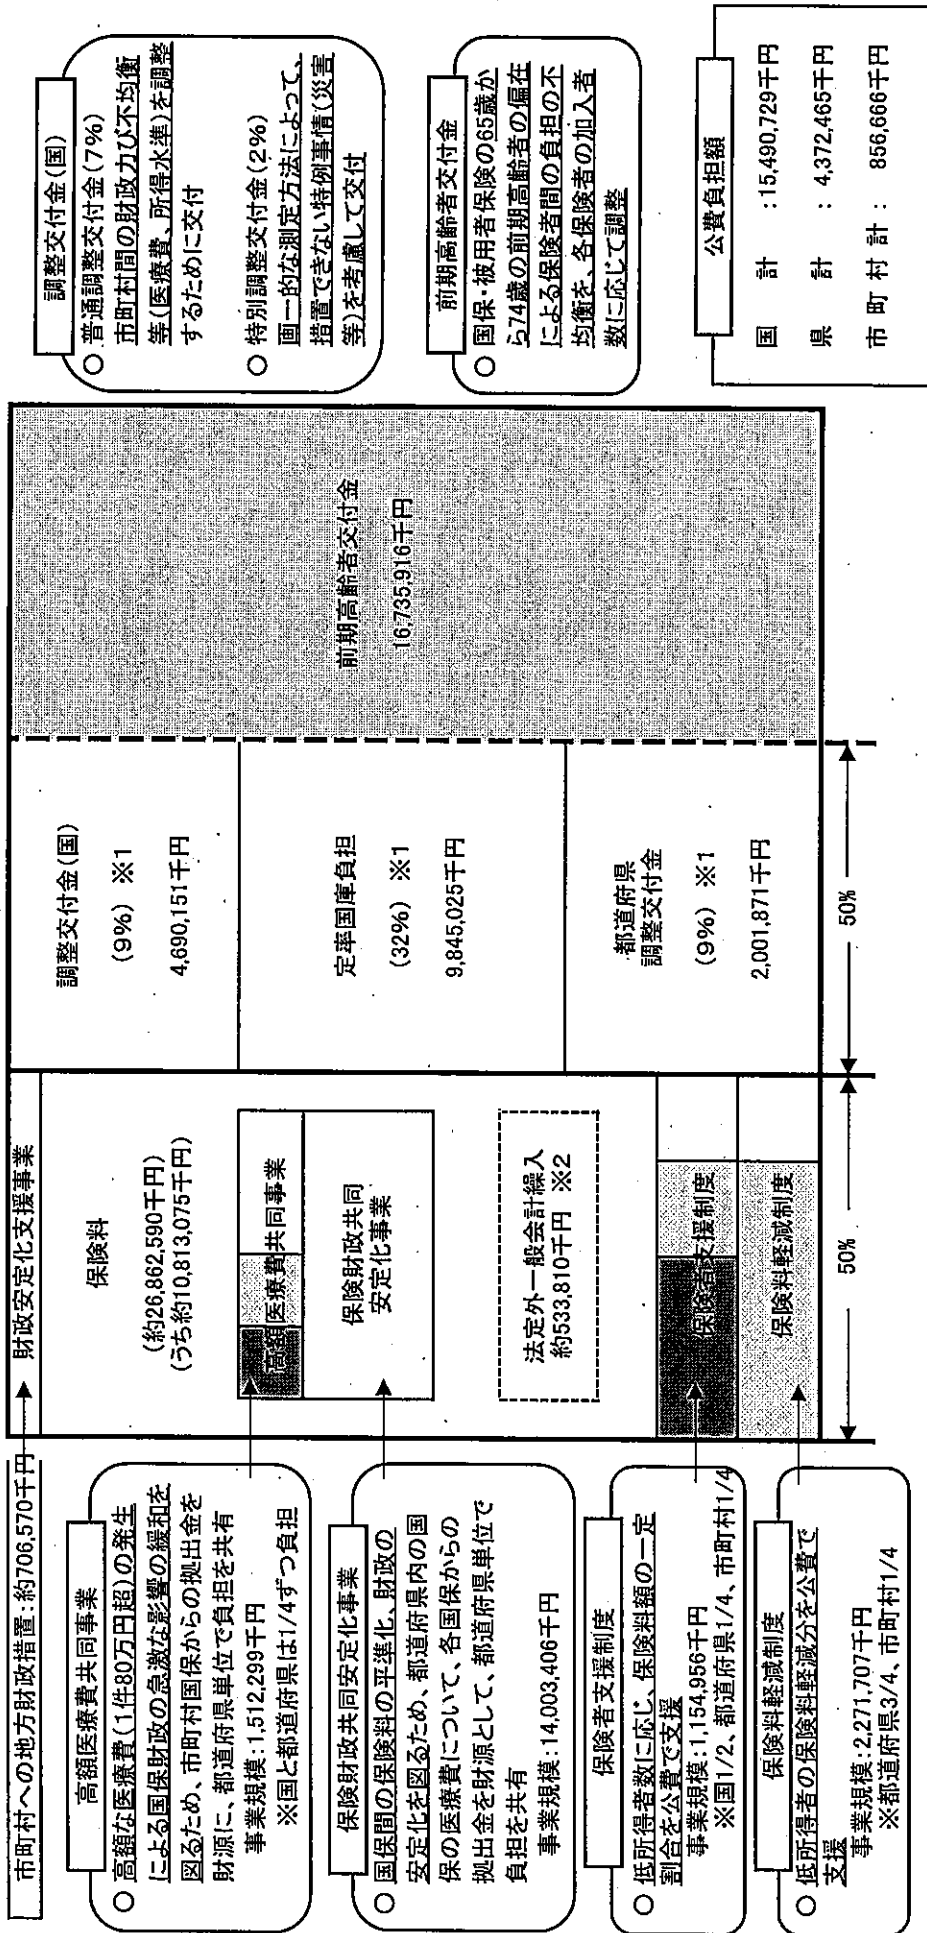 市町村への地方財政措置：約706,570千円
高額医療費共同事業
○ 高額な医療費（1件80万円超）の発生
による国保財政の急激な影響の緩和を
図るため、市町村国保からの拠出金を
財源に、都道府県単位で負担を共有
事業規模：1,512,299千円
※国と都道府県は1/4ずつ負担
保険財政共同安定化事業
○ 国保間の保険料の平準化、財政の
安定化を図るため、都道府県内の国
保の医療費について、各国保からの
拠出金を財源として、都道府県単位で
負担を共有
事業規模：14,003,406千円
保険者支援制度
○ 低所得者数に応じ、保険料額の一定
割合を公費で支援
事業規模：1,154,956千円
※国1/2、都道府県1/4、市町村1/4
保険料軽減制度
○ 低所得者の保険料軽減分を公費で
支援
事業規模：2,271,707千円
※都道府県3/4、市町村1/4
財政安定化支援事業
保険料
（約26,862,590千円）
（うち約10,813,075千円）
高額医療費共同事業
保険財政共同
安定化事業
法定外一般会計繰入
約533,810千円 ※2
保険者支援制度
保険料軽減制度
50%
調整交付金（国）
（9%） ※1
4,690,151千円
定率国庫負担
（32%） ※1
9,845,025千円
都道府県
調整交付金
（9%） ※1
2,001,871千円
50%
前期高齢者交付金
16,735,916千円
調整交付金（国）
○ 普通調整交付金（7%）
市町村間の財政力び不均衡
等（医療費、所得水準）を調整
するために交付
○ 特別調整交付金（2%）
画一的な測定方法によって、
措置できない特例事情（災害
等）を考慮して交付
前期高齢者交付金
○ 国保・被用者保険の65歳か
ら74歳の前期高齢者の偏在
による保険者間の負担の不
均衡を、各保険者の加入者
数に応じて調整
公費負担額
国 計 ：15,490,729千円
県 計 ： 4,372,465千円
市 町 村 計 ： 856,666千円